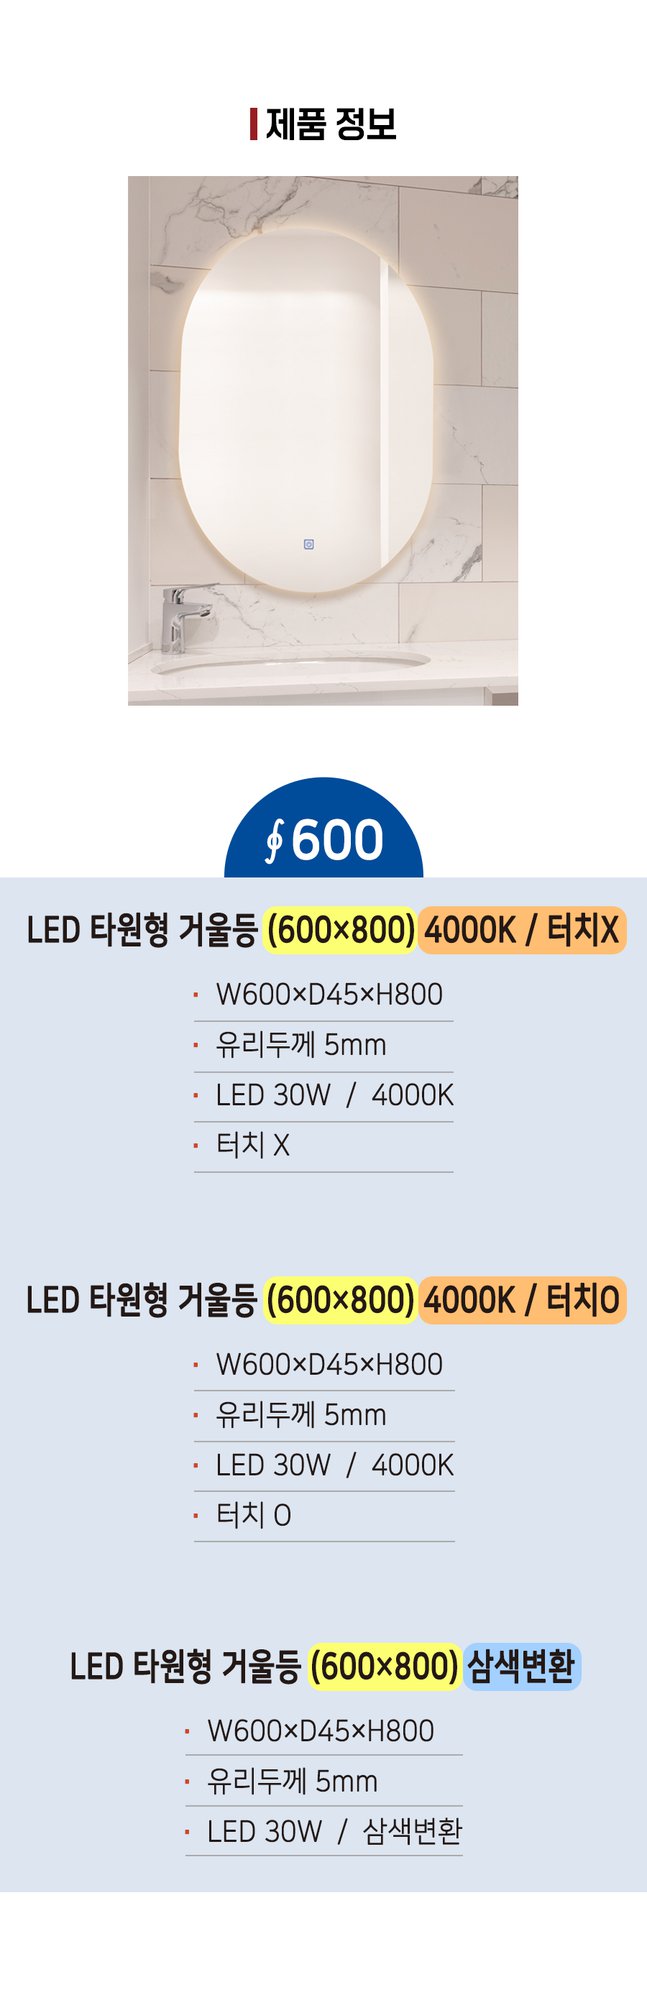 제품 정보
∮600
LED 타원형 거울등 (600×800) 4000K / 터치X
· W600×D45×H800
· 유리두께 5mm
· LED 30W / 4000K
· 터치 X
LED 타원형 거울등 (600×800) 4000K / 터치O
· W600×D45×H800
· 유리두께 5mm
· LED 30W / 4000K
· 터치 O
LED 타원형 거울등 (600×800) 삼색변환
· W600×D45×H800
· 유리두께 5mm
· LED 30W / 삼색변환